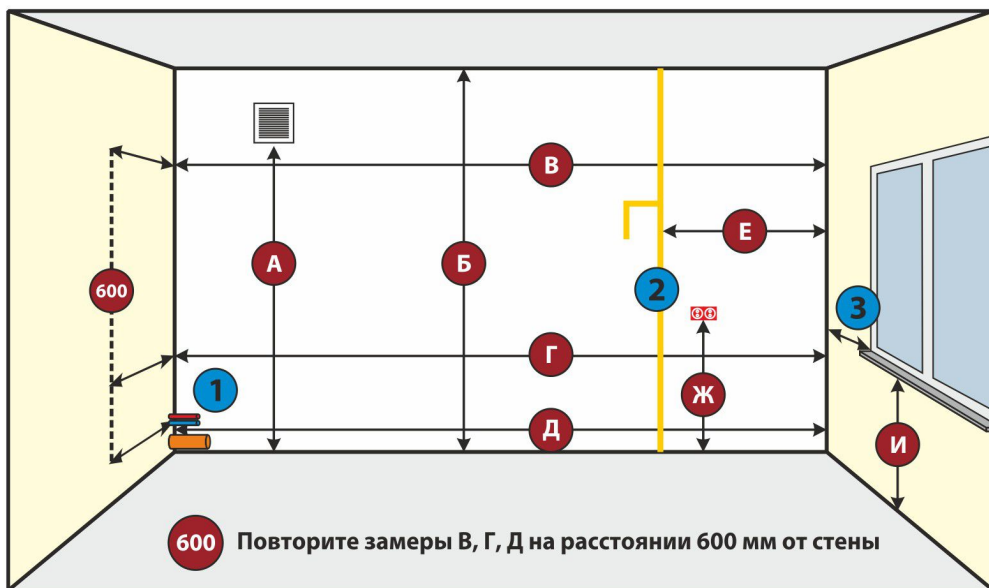 В
Е
А
Б
2
600
3
Г
1
Ж
Д
И
600 Повторите замеры В, Г, Д на расстоянии 600 мм от стены